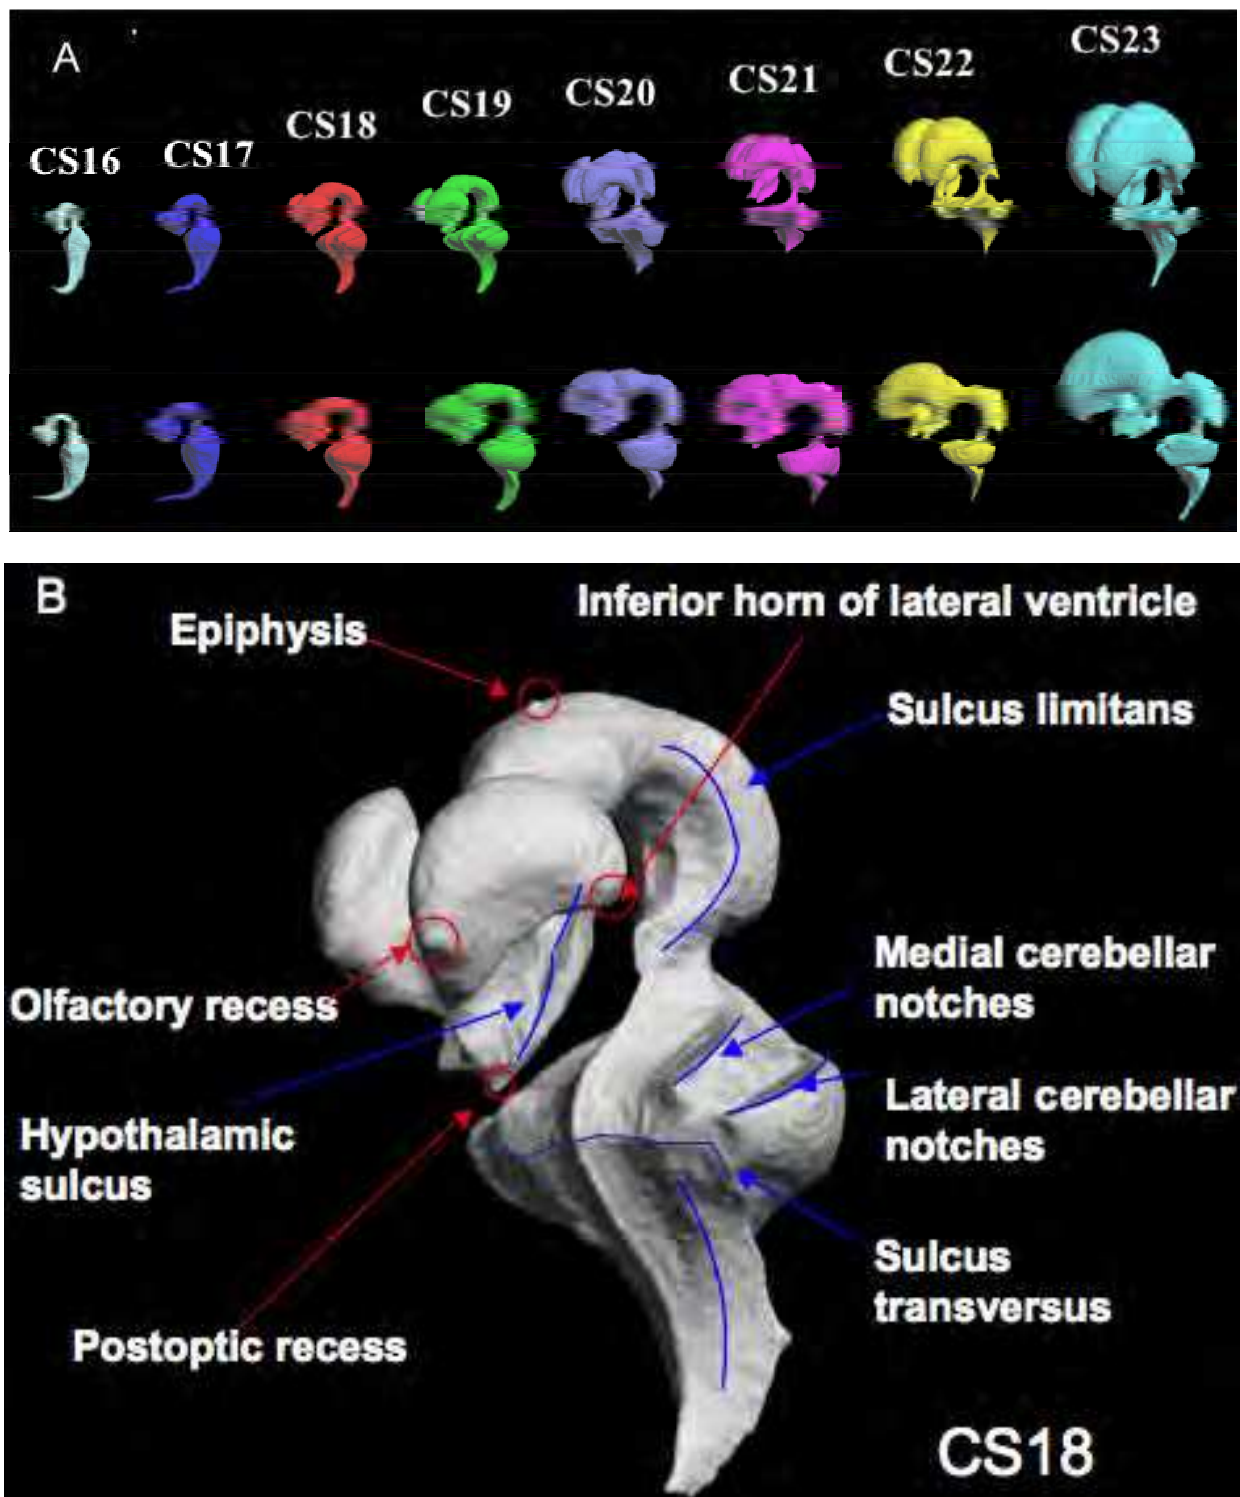 A
CS16
CS17
CS18
CS19
CS20
CS21
CS22
CS23
B
Epiphysis
Inferior horn of lateral ventricle
Sulcus limitans
Olfactory recess
Medial cerebellar
notches
Hypothalamic
sulcus
Lateral cerebellar
notches
Postoptic recess
Sulcus
transversus
CS18